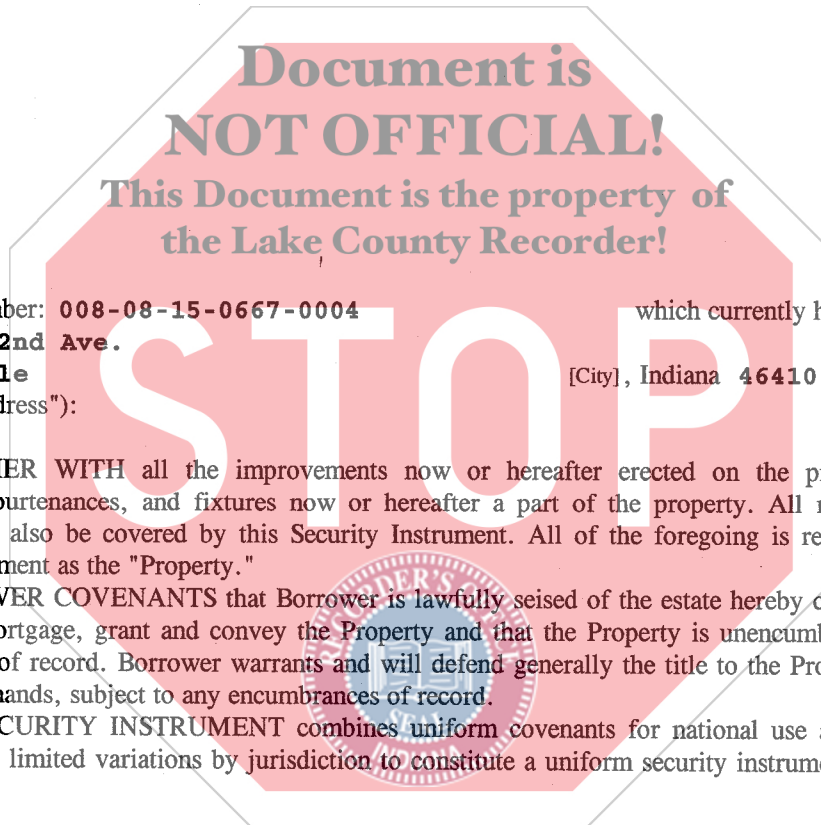 Document is
NOT OFFICIAL!
This Document is the property of
the Lake County Recorder!
ber: 008-08-15-0667-0004 which currently h
2nd Ave.
le [City], Indiana 46410
dress"):
STOP
ER WITH all the improvements now or hereafter erected on the p
purtenances, and fixtures now or hereafter a part of the property. All r
also be covered by this Security Instrument. All of the foregoing is re
ment as the "Property."
VER COVENANTS that Borrower is lawfully seised of the estate hereby c
ortgage, grant and convey the Property and that the Property is unencumb
of record. Borrower warrants and will defend generally the title to the Pro
ands, subject to any encumbrances of record.
CURITY INSTRUMENT combines uniform covenants for national use a
limited variations by jurisdiction to constitute a uniform security instrume
RECORDER'S OFFICE
SEAL
INDIANA